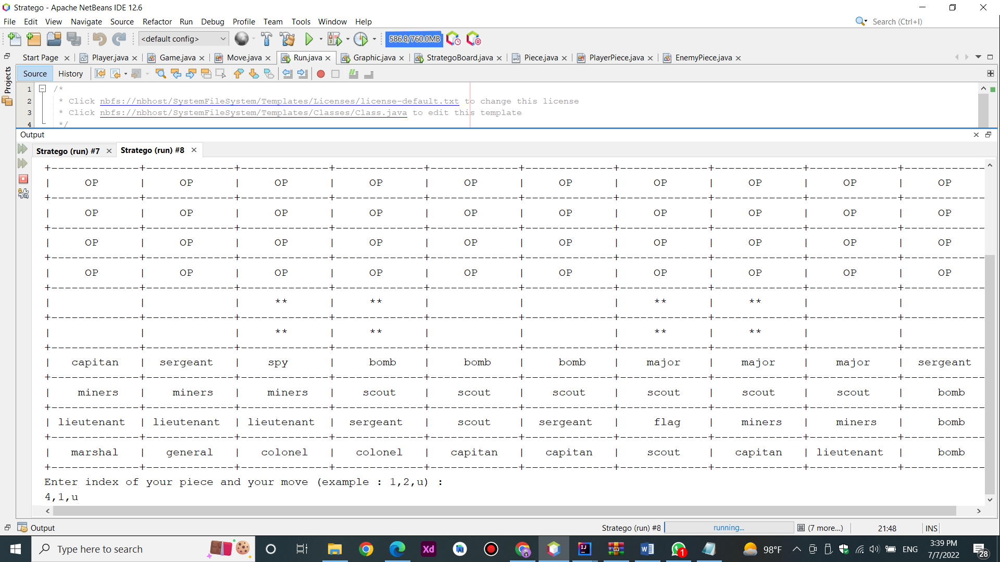 Stratego - Apache NetBeans IDE 12.6
File Edit View Navigate Source Refactor Run Debug Profile Team Tools Window Help Search (Ctrl+I)
<default config> 586.8/760.0MB
Start Page Player.java Game.java Move.java Run.java Graphic.java StrategoBoard.java Piece.java PlayerPiece.java EnemyPiece.java
Projects
Source History
1 /*
2 * Click nbfs://nbhost/SystemFileSystem/Templates/Licenses/license-default.txt to change this license
3 * Click nbfs://nbhost/SystemFileSystem/Templates/Classes/Class.java to edit this template
4 */
Output
Stratego (run) #7 Stratego (run) #8
+-------------+-------------+-------------+-------------+-------------+-------------+-------------+-------------+-------------+------------
| OP | OP | OP | OP | OP | OP | OP | OP | OP | OP
+-------------+-------------+-------------+-------------+-------------+-------------+-------------+-------------+-------------+------------
| OP | OP | OP | OP | OP | OP | OP | OP | OP | OP
+-------------+-------------+-------------+-------------+-------------+-------------+-------------+-------------+-------------+------------
| OP | OP | OP | OP | OP | OP | OP | OP | OP | OP
+-------------+-------------+-------------+-------------+-------------+-------------+-------------+-------------+-------------+------------
| OP | OP | OP | OP | OP | OP | OP | OP | OP | OP
+-------------+-------------+-------------+-------------+-------------+-------------+-------------+-------------+-------------+------------
| | | ** | ** | | | ** | ** | |
+-------------+-------------+-------------+-------------+-------------+-------------+-------------+-------------+-------------+------------
| | | ** | ** | | | ** | ** | |
+-------------+-------------+-------------+-------------+-------------+-------------+-------------+-------------+-------------+------------
| capitan | sergeant | spy | bomb | bomb | bomb | major | major | major | sergeant
+-------------+-------------+-------------+-------------+-------------+-------------+-------------+-------------+-------------+------------
| miners | miners | miners | scout | scout | scout | scout | scout | scout | bomb
+-------------+-------------+-------------+-------------+-------------+-------------+-------------+-------------+-------------+------------
| lieutenant | lieutenant | lieutenant | sergeant | scout | sergeant | flag | miners | miners | bomb
+-------------+-------------+-------------+-------------+-------------+-------------+-------------+-------------+-------------+------------
| marshal | general | colonel | colonel | capitan | capitan | scout | capitan | lieutenant | bomb
+-------------+-------------+-------------+-------------+-------------+-------------+-------------+-------------+-------------+------------
Enter index of your piece and your move (example : 1,2,u) :
4,1,u
Output Stratego (run) #8 running... (7 more...) 21:48 INS
Type here to search Xd IJ W 1 98°F ENG 3:39 PM
7/7/2022 28